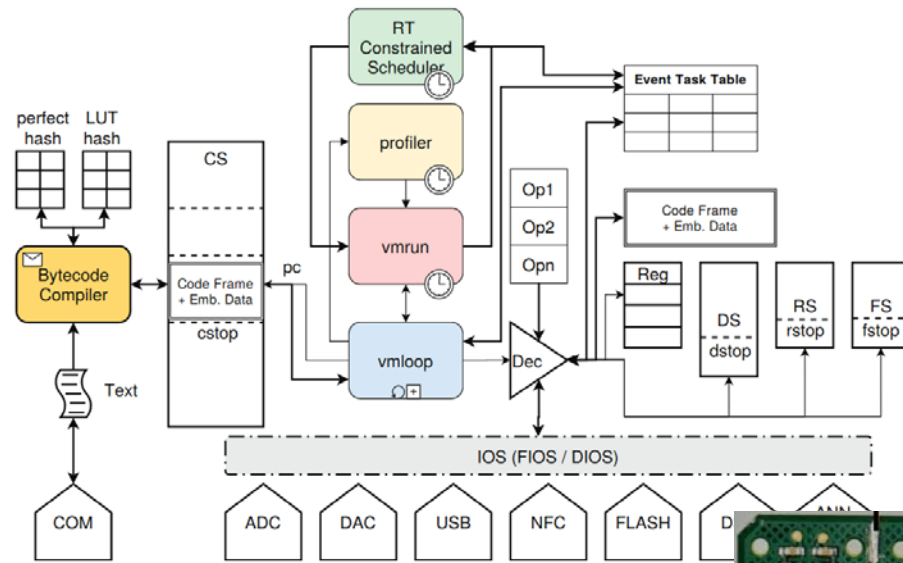 RT
Constrained
Scheduler
Event Task Table
perfect
hash
LUT
hash
CS
profiler
Op1
Op2
Opn
Code Frame
+ Emb. Data
vmrun
Bytecode
Compiler
pc
Code Frame
+ Emb. Data
cstop
Reg
DS
dstop
RS
rstop
FS
fstop
vmloop
Dec
Text
IOS (FIOS / DIOS)
COM
ADC
DAC
USB
NFC
FLASH